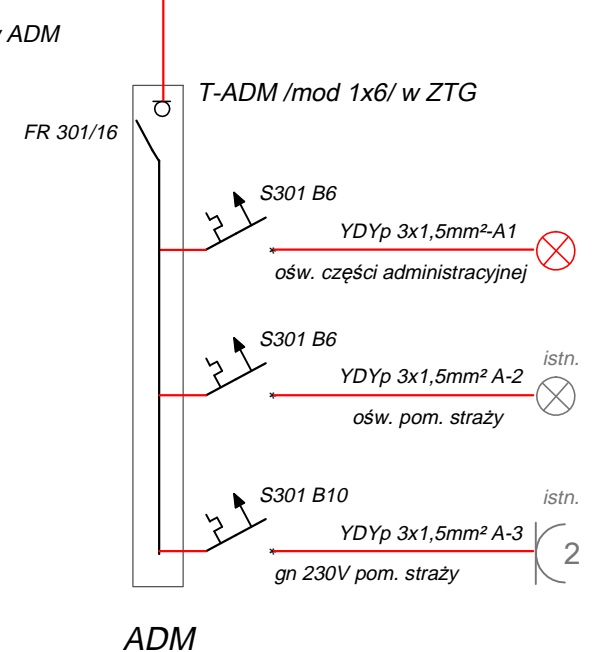 ADM
T-ADM /mod 1x6/ w ZTG
FR 301/16
S301 B6
YDYp 3x1,5mm²-A1
ośw. części administracyjnej
S301 B6
istn.
YDYp 3x1,5mm² A-2
ośw. pom. straży
S301 B10
istn.
YDYp 3x1,5mm² A-3
2
gn 230V pom. straży
ADM